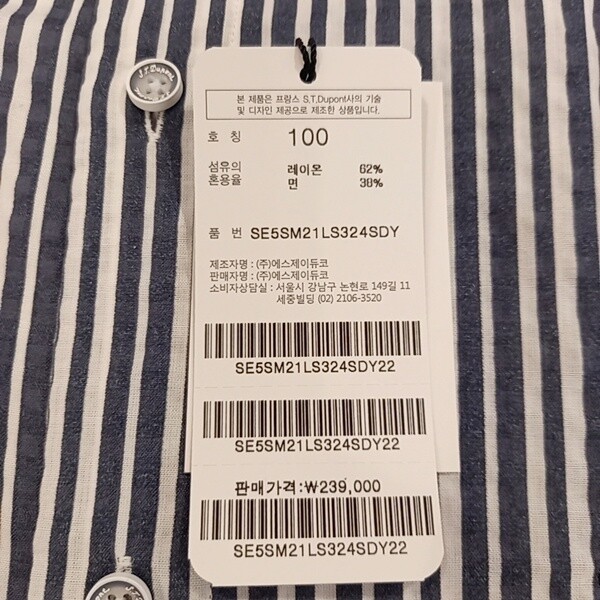 S.T.Dupont
본 제품은 프랑스 S.T.Dupont사의 기술
및 디자인 제공으로 제조한 상품입니다.
호 칭 100
섬유의 레이온 62%
혼용율 면 38%
품 번 SE5SM21LS324SDY
제조자명 : (주)에스제이듀코
판매자명 : (주)에스제이듀코
소비자상담실 : 서울시 강남구 논현로 149길 11
세중빌딩 (02) 2106-3520
SE5SM21LS324SDY22
SE5SM21LS324SDY22
판매가격:₩239,000
SE5SM21LS324SDY22